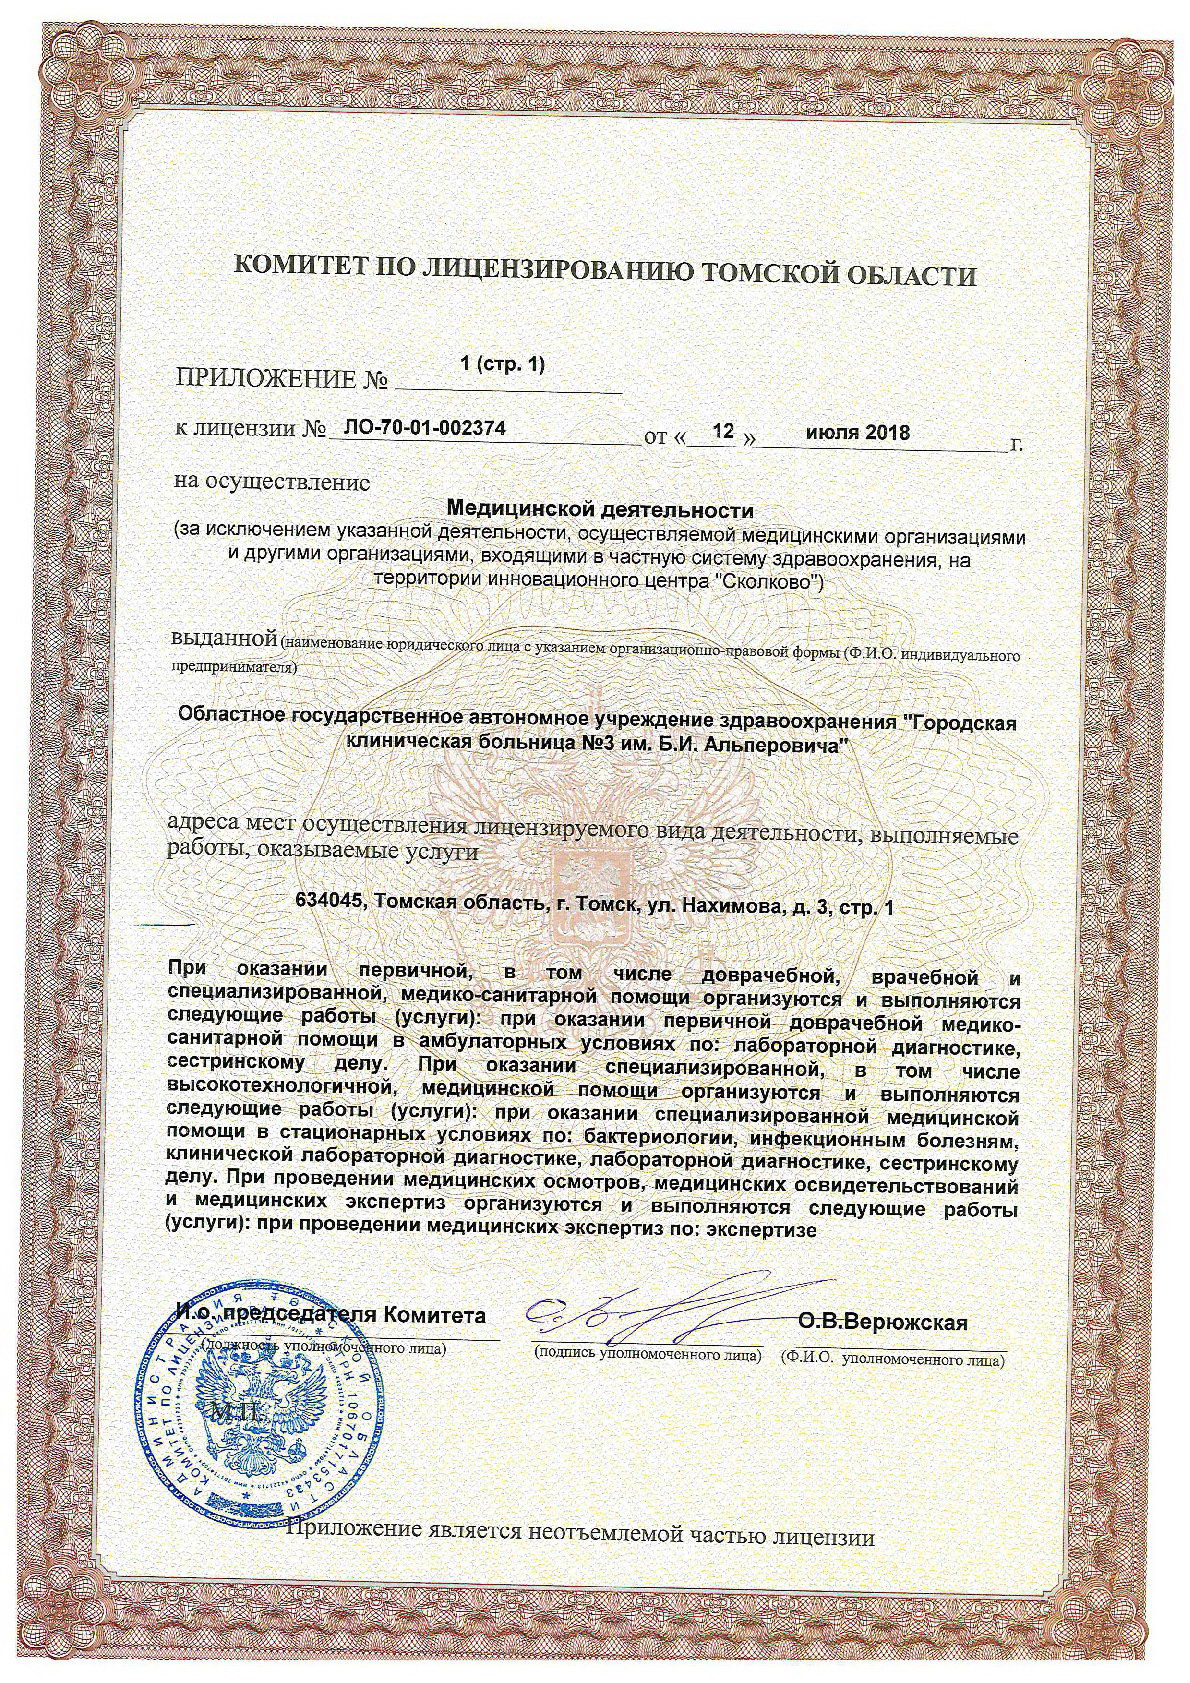 КОМИТЕТ ПО ЛИЦЕНЗИРОВАНИЮ ТОМСКОЙ ОБЛАСТИ
ПРИЛОЖЕНИЕ № 1 (стр. 1)
к лицензии № ЛО-70-01-002374 от « 12 » июля 2018 г.
на осуществление
Медицинской деятельности
(за исключением указанной деятельности, осуществляемой медицинскими организациями
и другими организациями, входящими в частную систему здравоохранения, на
территории инновационного центра "Сколково")
выданной (наименование юридического лица с указанием организационно-правовой формы (Ф.И.О. индивидуального
предпринимателя)
Областное государственное автономное учреждение здравоохранения "Городская
клиническая больница №3 им. Б.И. Альперовича"
адреса мест осуществления лицензируемого вида деятельности, выполняемые
работы, оказываемые услуги
634045, Томская область, г. Томск, ул. Нахимова, д. 3, стр. 1
При оказании первичной, в том числе доврачебной, врачебной и
специализированной, медико-санитарной помощи организуются и выполняются
следующие работы (услуги): при оказании первичной доврачебной медико-
санитарной помощи в амбулаторных условиях по: лабораторной диагностике,
сестринскому делу. При оказании специализированной, в том числе
высокотехнологичной, медицинской помощи организуются и выполняются
следующие работы (услуги): при оказании специализированной медицинской
помощи в стационарных условиях по: бактериологии, инфекционным болезням,
клинической лабораторной диагностике, лабораторной диагностике, сестринскому
делу. При проведении медицинских осмотров, медицинских освидетельствований
и медицинских экспертиз организуются и выполняются следующие работы
(услуги): при проведении медицинских экспертиз по: экспертизе
И.о. председателя Комитета О.В.Верюжская
(должность уполномоченного лица) (подпись уполномоченного лица) (Ф.И.О. уполномоченного лица)
АДМИНИСТРАЦИЯ ТОМСКОЙ ОБЛАСТИ
КОМИТЕТ ПО ЛИЦЕНЗИРОВАНИЮ
М.П.
Приложение является неотъемлемой частью лицензии